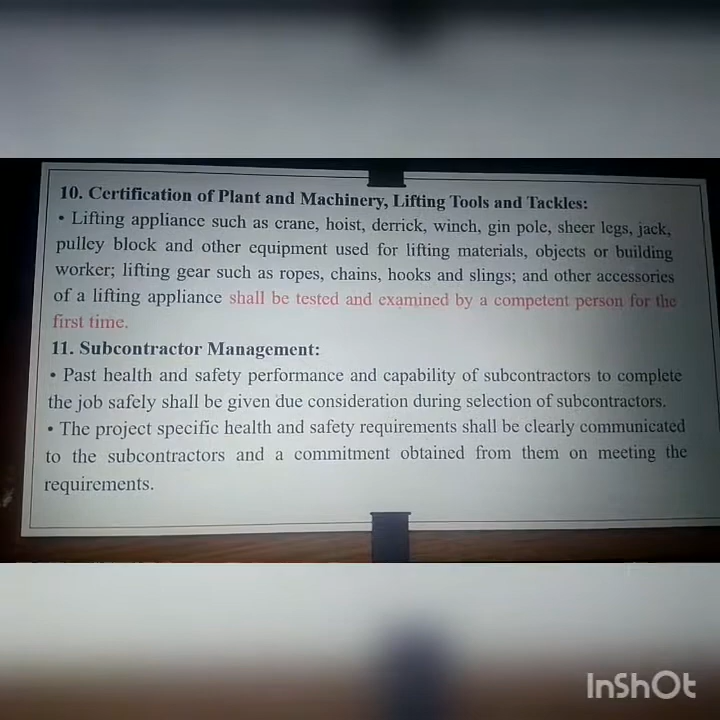 10. Certification of Plant and Machinery, Lifting Tools and Tackles:
• Lifting appliance such as crane, hoist, derrick, winch, gin pole, sheer legs, jack,
pulley block and other equipment used for lifting materials, objects or building
worker; lifting gear such as ropes, chains, hooks and slings; and other accessories
of a lifting appliance shall be tested and examined by a competent person for the
first time.
11. Subcontractor Management:
• Past health and safety performance and capability of subcontractors to complete
the job safely shall be given due consideration during selection of subcontractors.
• The project specific health and safety requirements shall be clearly communicated
to the subcontractors and a commitment obtained from them on meeting the
requirements.
InShOt